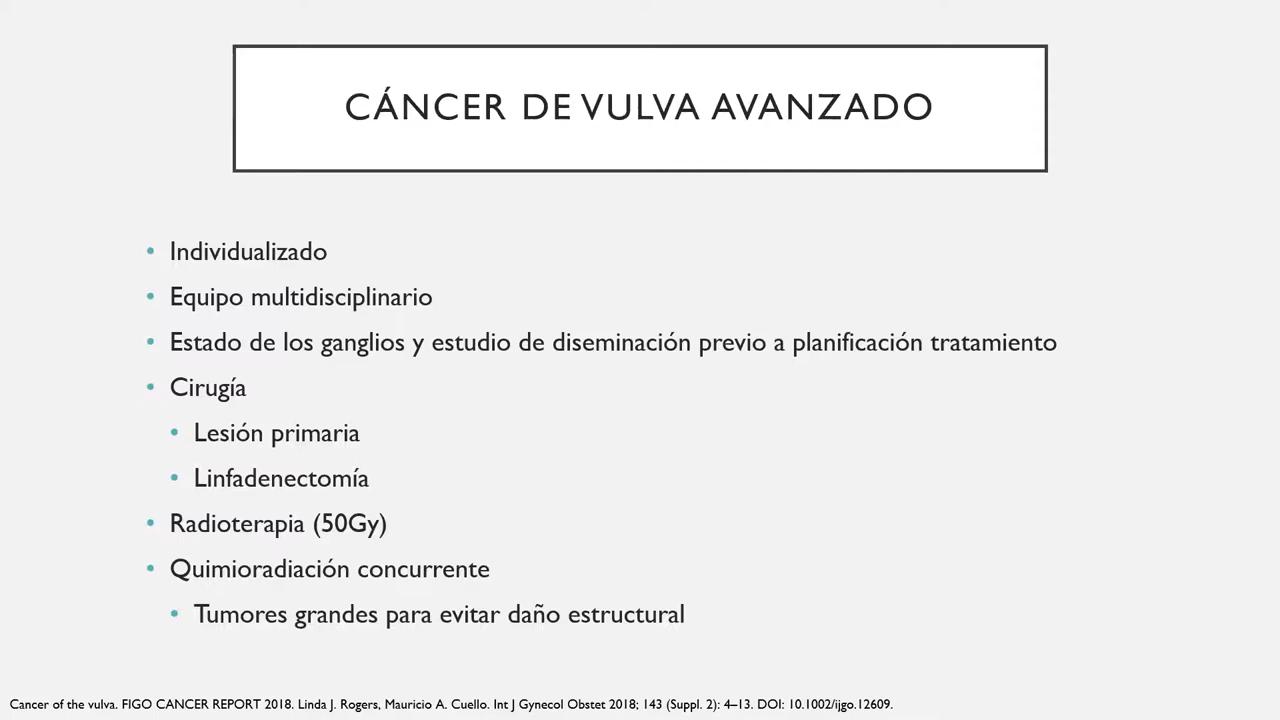 CÁNCER DE VULVA AVANZADO
• Individualizado
• Equipo multidisciplinario
• Estado de los ganglios y estudio de diseminación previo a planificación tratamiento
• Cirugía
• Lesión primaria
• Linfadenectomía
• Radioterapia (50Gy)
• Quimioradiación concurrente
• Tumores grandes para evitar daño estructural
Cancer of the vulva. FIGO CANCER REPORT 2018. Linda J. Rogers, Mauricio A. Cuello. Int J Gynecol Obstet 2018; 143 (Suppl. 2): 4–13. DOI: 10.1002/ijgo.12609.